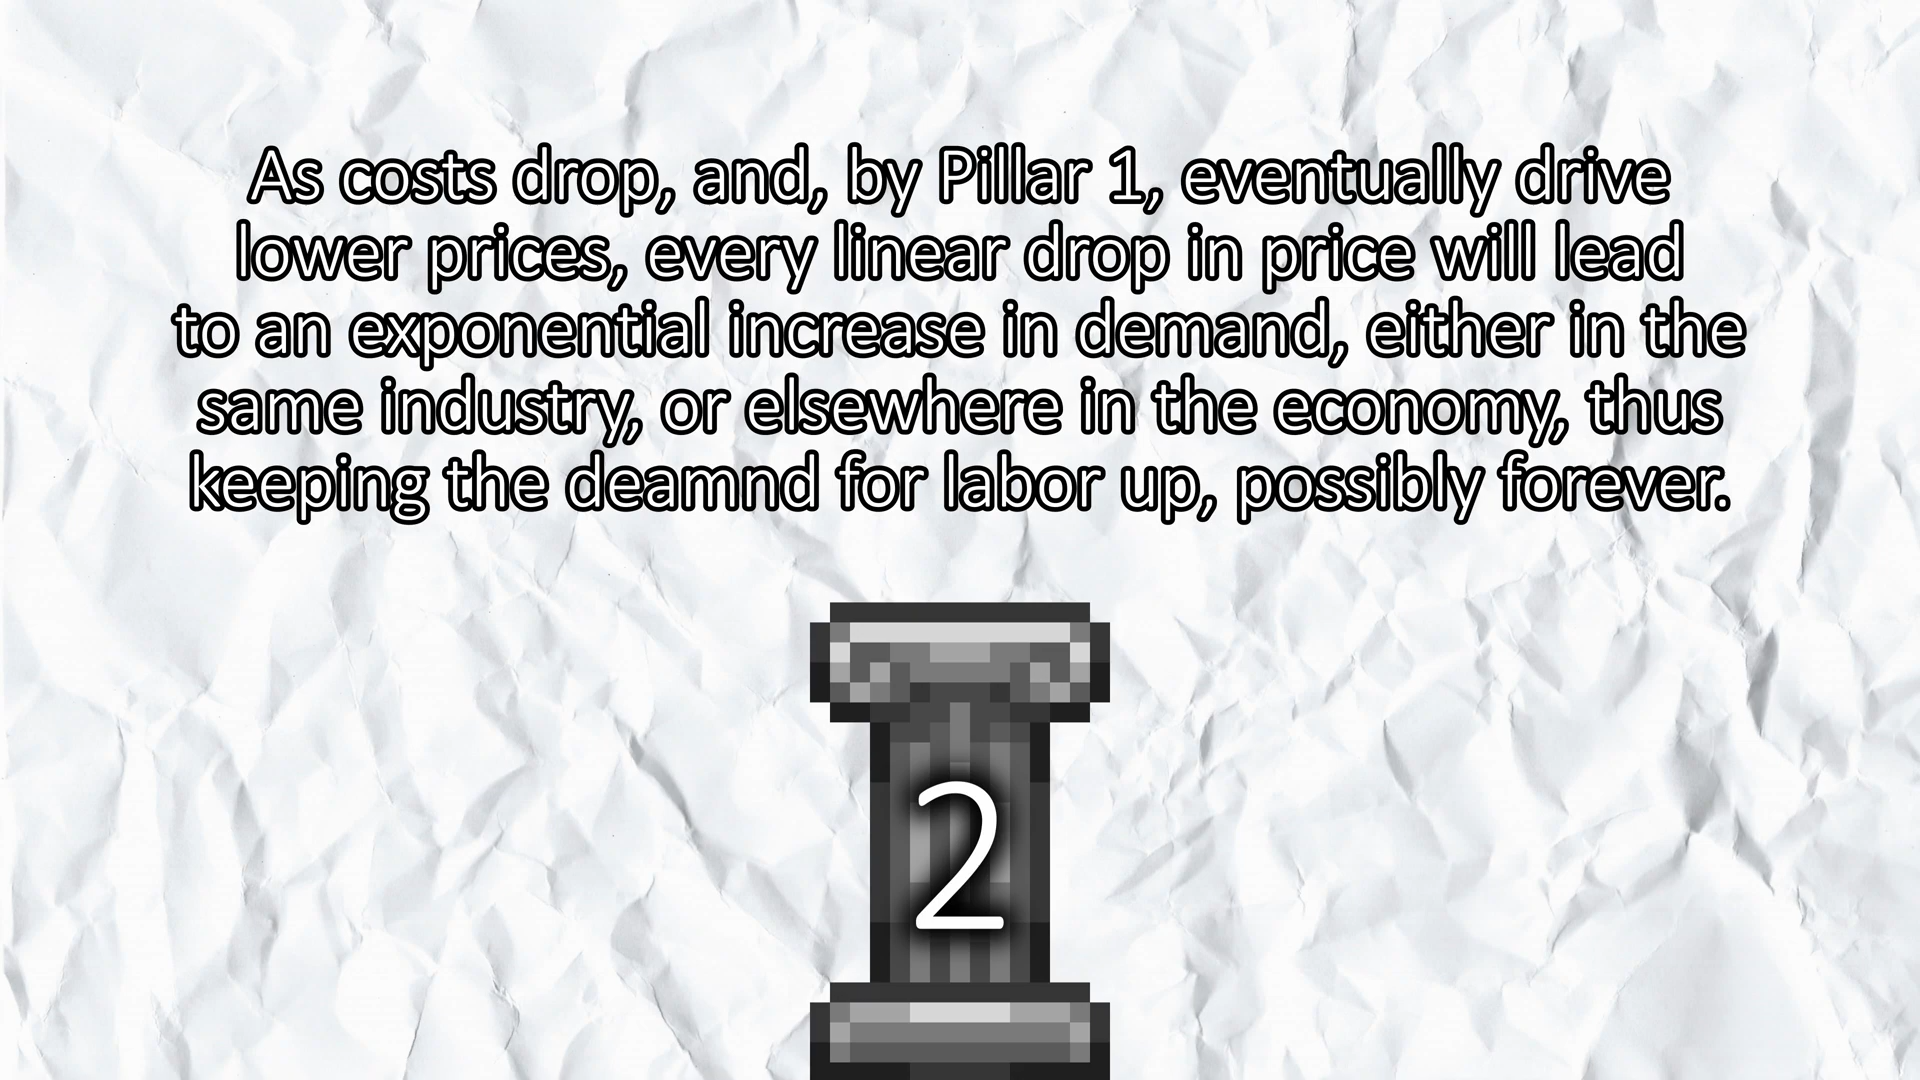 As costs drop, and, by Pillar 1, eventually drive
lower prices, every linear drop in price will lead
to an exponential increase in demand, either in the
same industry, or elsewhere in the economy, thus
keeping the deamnd for labor up, possibly forever.
2